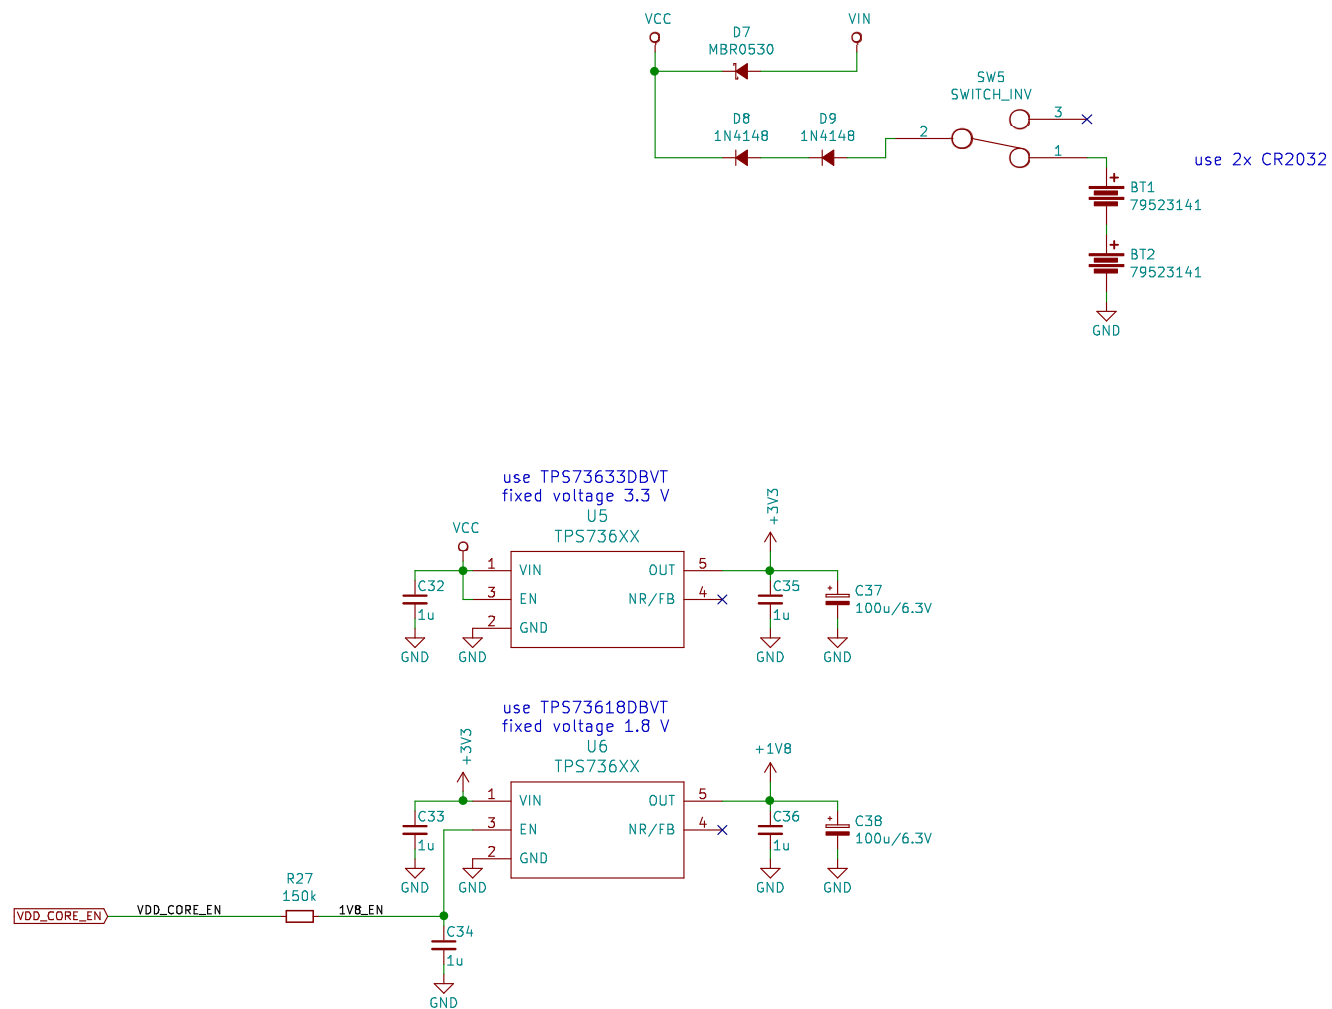 VCC
VIN
D7
MBR0530
SW5
SWITCH_INV
D8
1N4148
D9
1N4148
2
3
1
use 2x CR2032
BT1
79523141
BT2
79523141
GND
use TPS73633DBVT
fixed voltage 3.3 V
U5
TPS736XX
VCC
+3V3
1
VIN
OUT
5
C32
1u
3
EN
NR/FB
4
C35
1u
C37
100u/6.3V
2
GND
GND
GND
GND
GND
use TPS73618DBVT
fixed voltage 1.8 V
U6
TPS736XX
+3V3
+1V8
1
VIN
OUT
5
C33
1u
3
EN
NR/FB
4
C36
1u
C38
100u/6.3V
2
GND
GND
GND
GND
GND
R27
150k
VDD_CORE_EN
VDD_CORE_EN
1V8_EN
C34
1u
GND